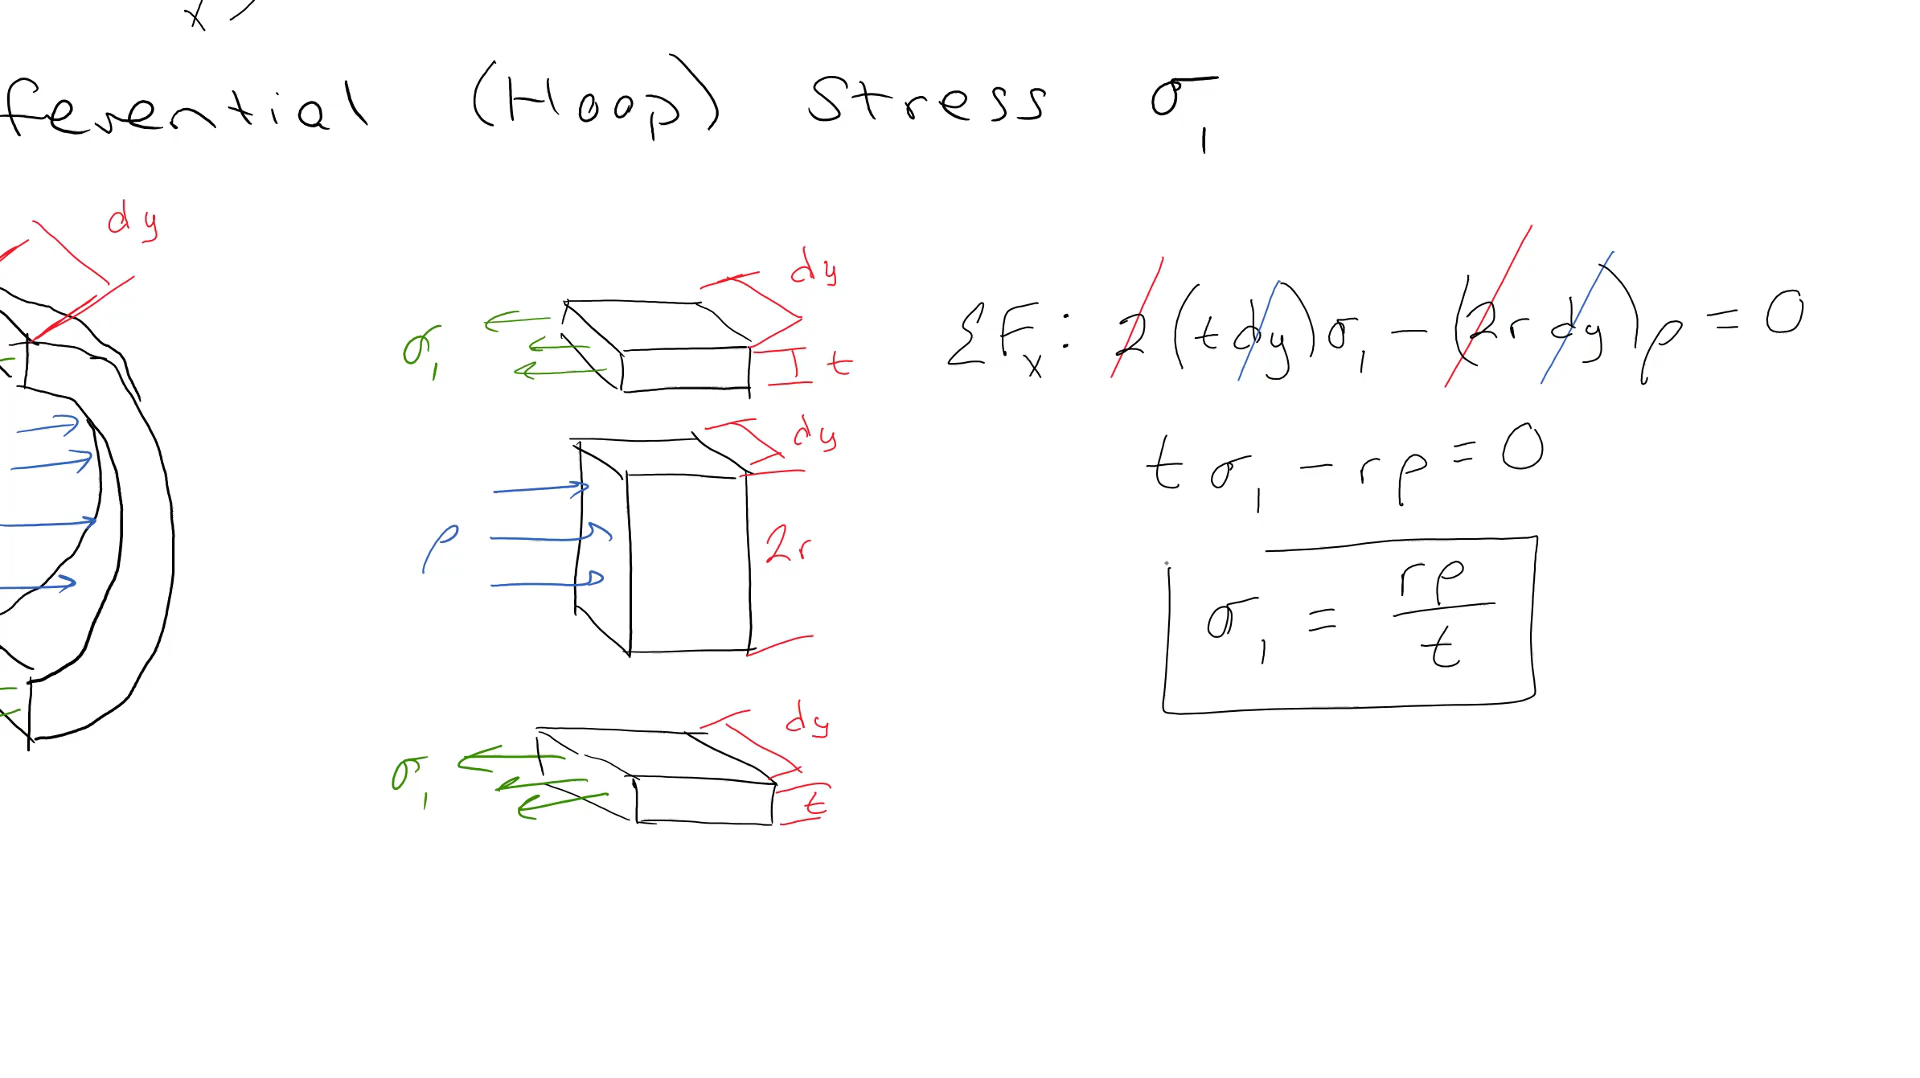 x
ferential (Hoop) Stress σ₁
dy
dy
σ₁
t
ΣFₓ: 2(tdy)σ₁ - (2r dy)p = 0
dy
tσ₁ - rp = 0
p
2r
σ₁ = rp/t
dy
σ₁
t